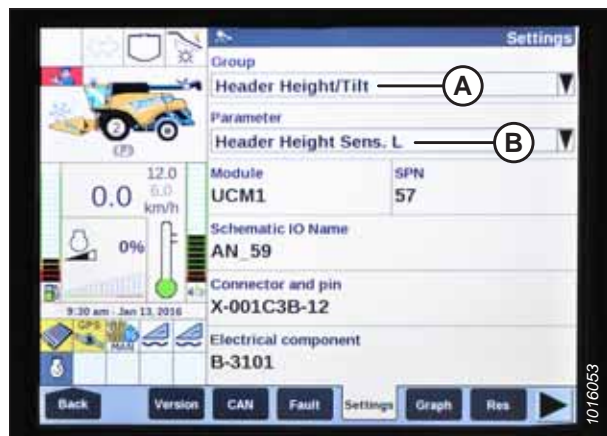 Settings
Group
Header Height/Tilt
A
Parameter
Header Height Sens. L
B
Module
SPN
UCM1
57
Schematic IO Name
AN_59
Connector and pin
X-001C3B-12
Electrical component
B-3101
2
(P)
12.0
6.0
0.0
km/h
0%
9:30 am - Jan 13, 2016
GPS
MAN
Back
Version
CAN
Fault
Settings
Graph
Res
1016053